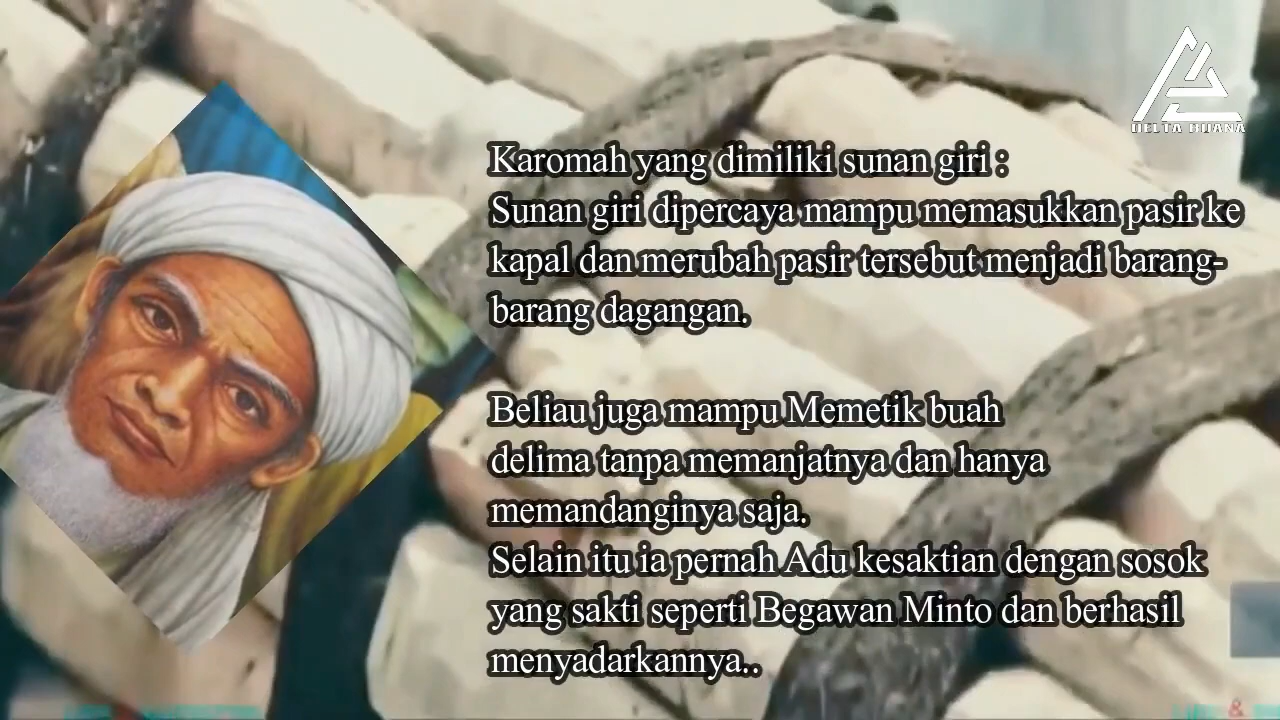 DELTA BUANA
Karomah yang dimiliki sunan giri :
Sunan giri dipercaya mampu memasukkan pasir ke
kapal dan merubah pasir tersebut menjadi barang-
barang dagangan.
Beliau juga mampu Memetik buah
delima tanpa memanjatnya dan hanya
memandanginya saja.
Selain itu ia pernah Adu kesaktian dengan sosok
yang sakti seperti Begawan Minto dan berhasil
menyadarkannya..